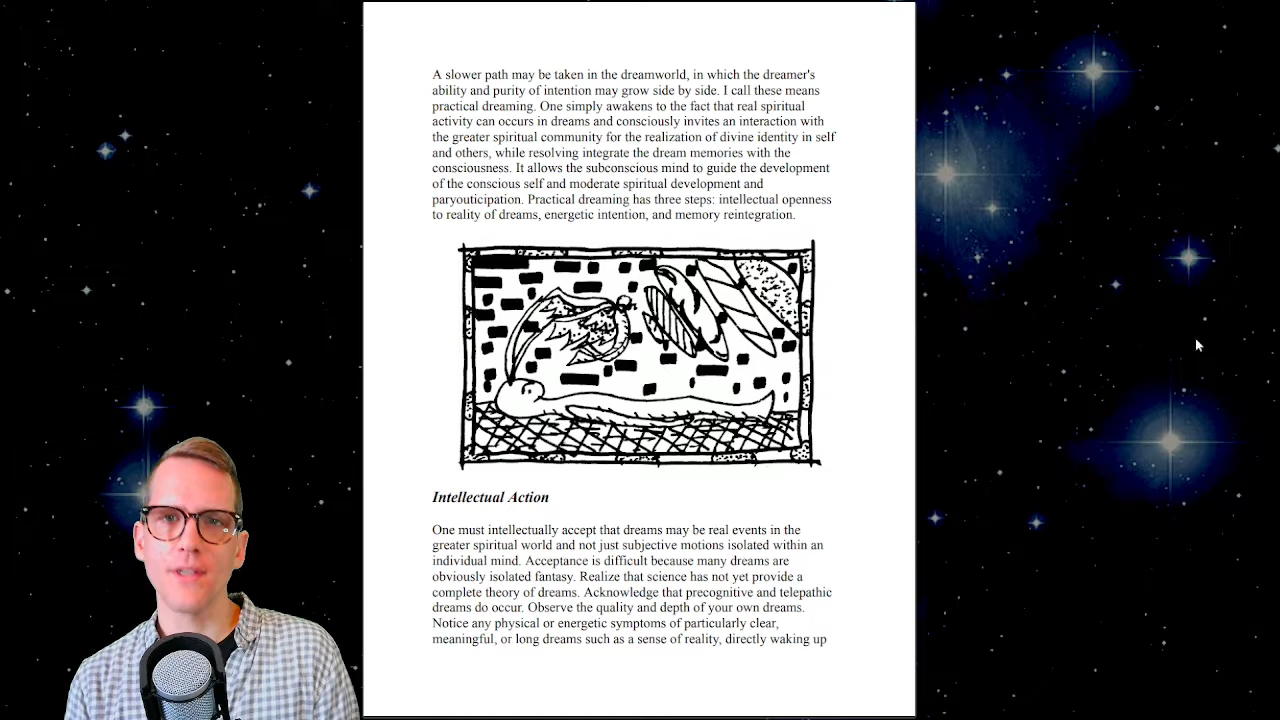 A slower path may be taken in the dreamworld, in which the dreamer's
ability and purity of intention may grow side by side. I call these means
practical dreaming. One simply awakens to the fact that real spiritual
activity can occurs in dreams and consciously invites an interaction with
the greater spiritual community for the realization of divine identity in self
and others, while resolving integrate the dream memories with the
consciousness. It allows the subconscious mind to guide the development
of the conscious self and moderate spiritual development and
paryouticipation. Practical dreaming has three steps: intellectual openness
to reality of dreams, energetic intention, and memory reintegration.
Intellectual Action
One must intellectually accept that dreams may be real events in the
greater spiritual world and not just subjective motions isolated within an
individual mind. Acceptance is difficult because many dreams are
obviously isolated fantasy. Realize that science has not yet provide a
complete theory of dreams. Acknowledge that precognitive and telepathic
dreams do occur. Observe the quality and depth of your own dreams.
Notice any physical or energetic symptoms of particularly clear,
meaningful, or long dreams such as a sense of reality, directly waking up